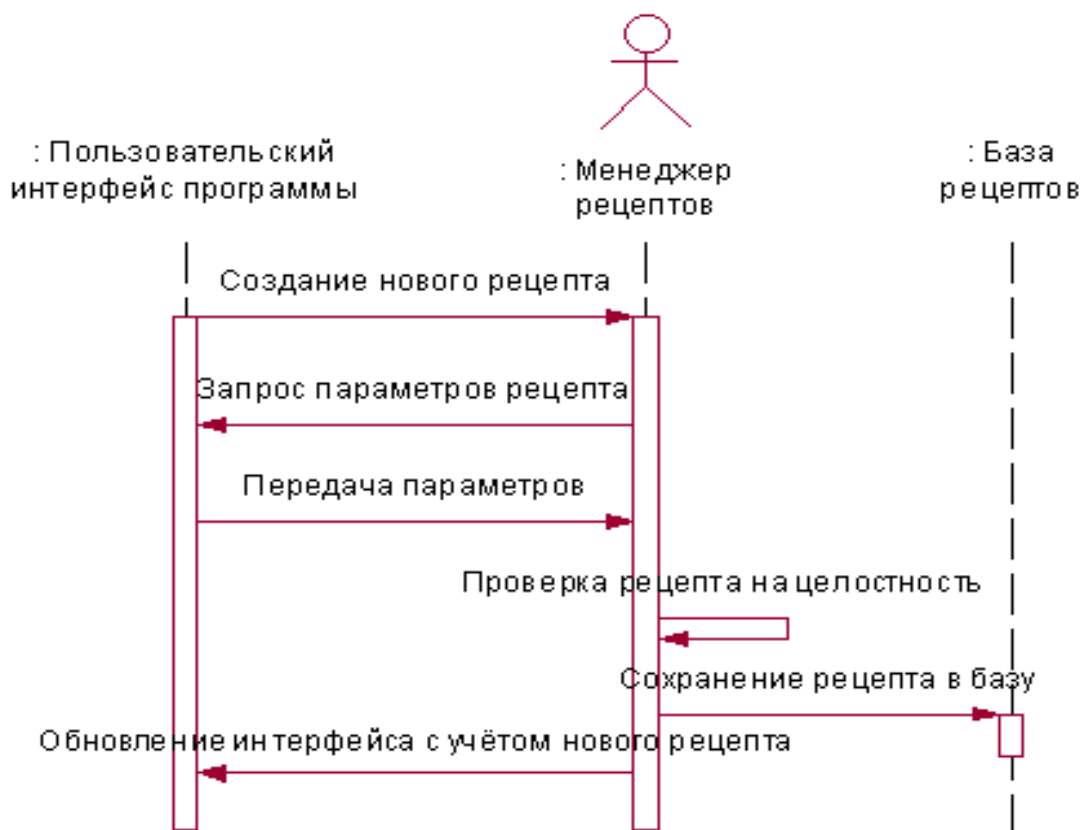 : Пользовательский
интерфейс программы
: Менеджер
рецептов
: База
рецептов
Создание нового рецепта
Запрос параметров рецепта
Передача параметров
Проверка рецепта на целостность
Сохранение рецепта в базу
Обновление интерфейса с учётом нового рецепта